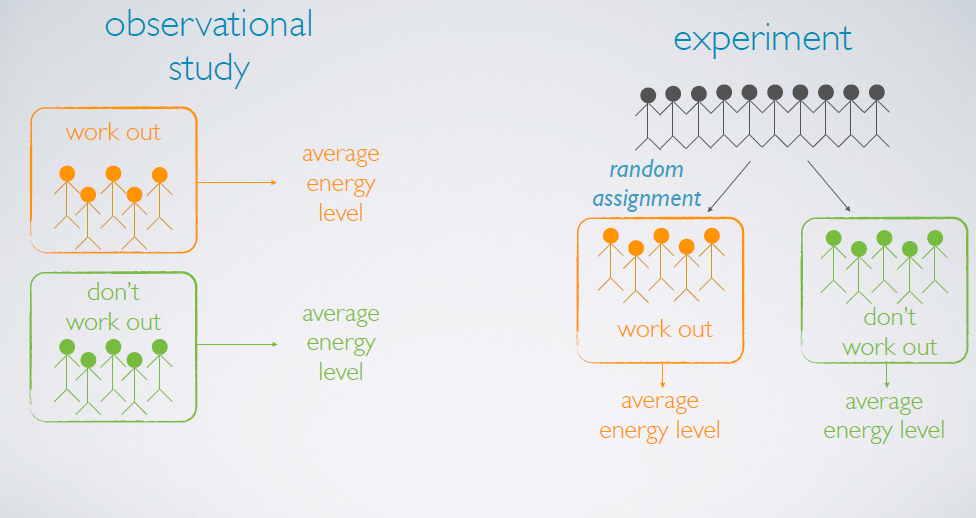 observational
study
work out
average
energy
level
don't
work out
average
energy
level
experiment
random
assignment
work out
average
energy level
don't
work out
average
energy level